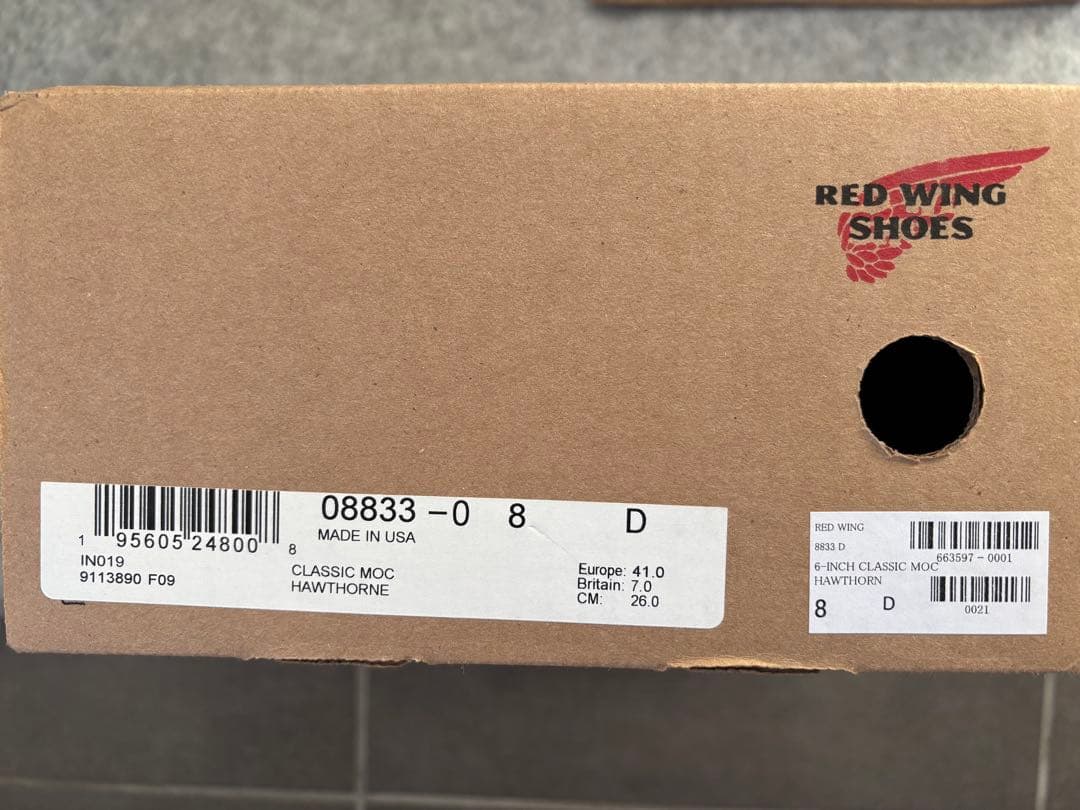 RED WING
SHOES
1 95605 24800 8
IN019
9113890 F09
08833-0 8 D
MADE IN USA
CLASSIC MOC
HAWTHORNE
Europe: 41.0
Britain: 7.0
CM: 26.0
RED WING
8833 D
663597-0001
6-INCH CLASSIC MOC
HAWTHORN
8 D
0021